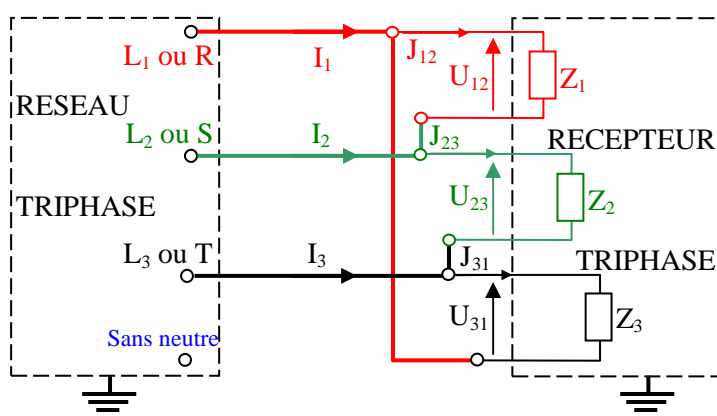 L₁ ou R
I₁
J₁₂
U₁₂
Z₁
RESEAU
L₂ ou S
I₂
J₂₃
RECEPTEUR
TRIPHASE
U₂₃
Z₂
L₃ ou T
I₃
J₃₁
TRIPHASE
Sans neutre
U₃₁
Z₃